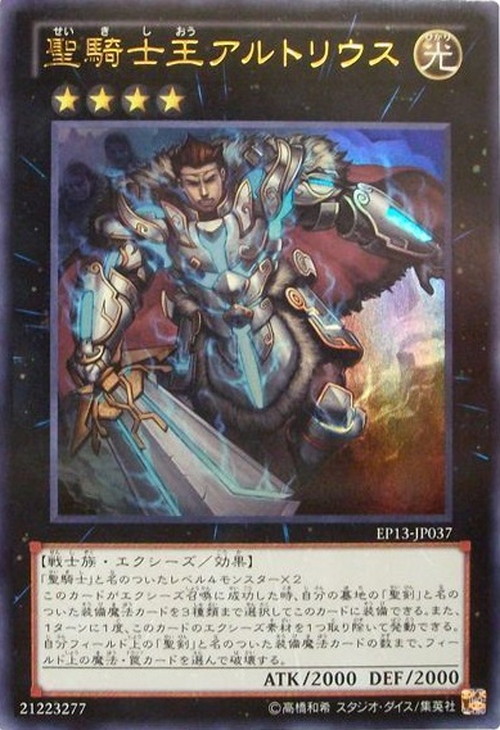 せいきしおう
聖騎士王アルトリウス
ひかり
光
EP13-JP037
【戦士族・エクシーズ/効果】
「聖騎士」と名のついたレベル4モンスター×2
このカードがエクシーズ召喚に成功した時、自分の墓地の「聖剣」と名の
ついた装備魔法カードを3種類まで選択してこのカードに装備できる。また、
1ターンに1度、このカードのエクシーズ素材を1つ取り除いて発動できる。
自分フィールド上の「聖剣」と名のついた装備魔法カードの数まで、フィー
ルド上の魔法・罠カードを選んで破壊する。
ATK/2000 DEF/2000
21223277
©高橋和希 スタジオ・ダイス/集英社